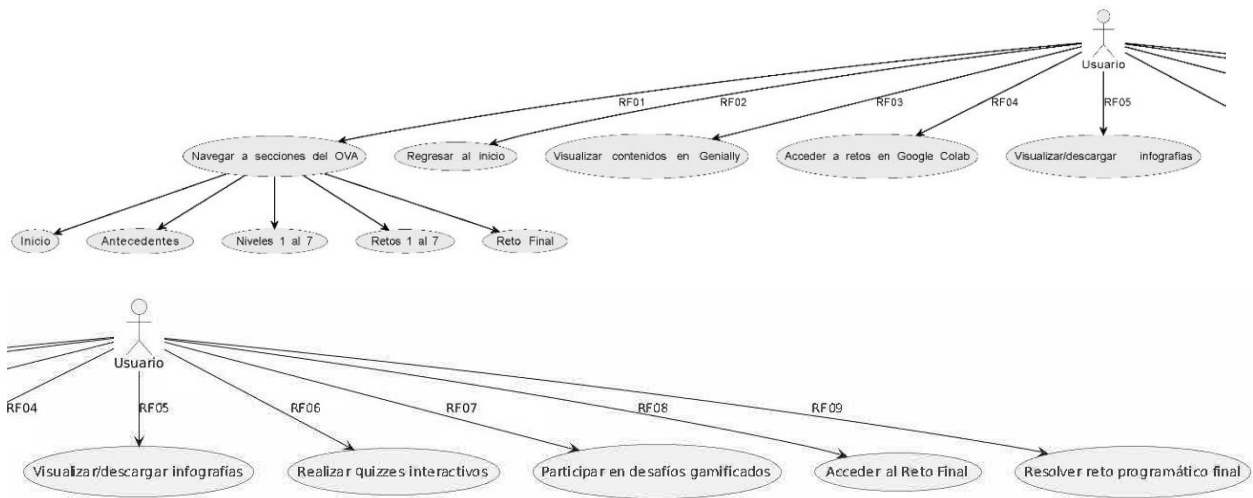 Usuario
RF01
RF02
RF03
RF04
RF05
Navegar a secciones del OVA
Regresar al inicio
Visualizar contenidos en Genially
Acceder a retos en Google Colab
Visualizar/descargar infografías
Inicio
Antecedentes
Niveles 1 al 7
Retos 1 al 7
Reto Final
Usuario
RF04
RF05
RF06
RF07
RF08
RF09
Visualizar/descargar infografías
Realizar quizzes interactivos
Participar en desafíos gamificados
Acceder al Reto Final
Resolver reto programático final